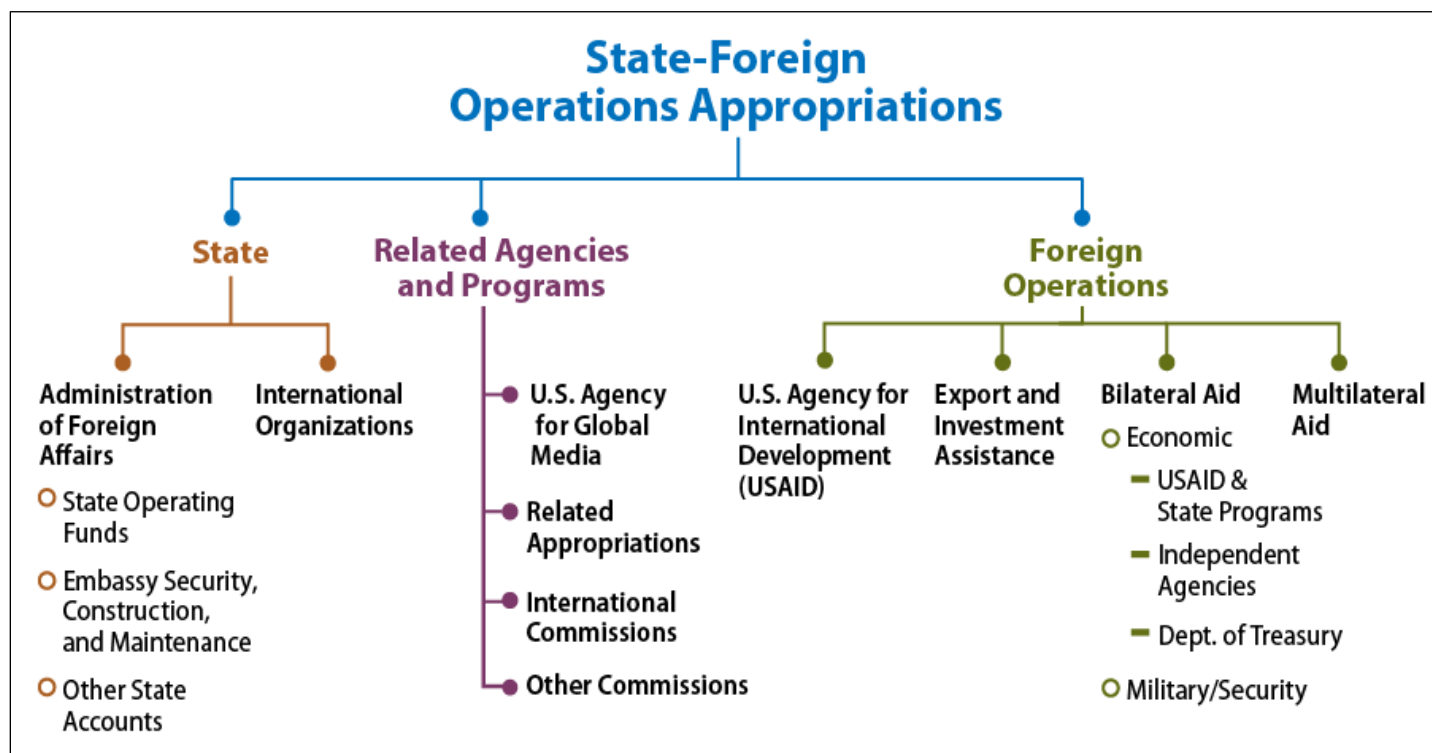 State-Foreign
Operations Appropriations
State
Administration
of Foreign
Affairs
State Operating
Funds
Embassy Security,
Construction,
and Maintenance
Other State
Accounts
International
Organizations
Related Agencies
and Programs
U.S. Agency
for Global
Media
Related
Appropriations
International
Commissions
Other Commissions
Foreign
Operations
U.S. Agency for
International
Development
(USAID)
Export and
Investment
Assistance
Bilateral Aid
Economic
USAID &
State Programs
Independent
Agencies
Dept. of Treasury
Military/Security
Multilateral
Aid